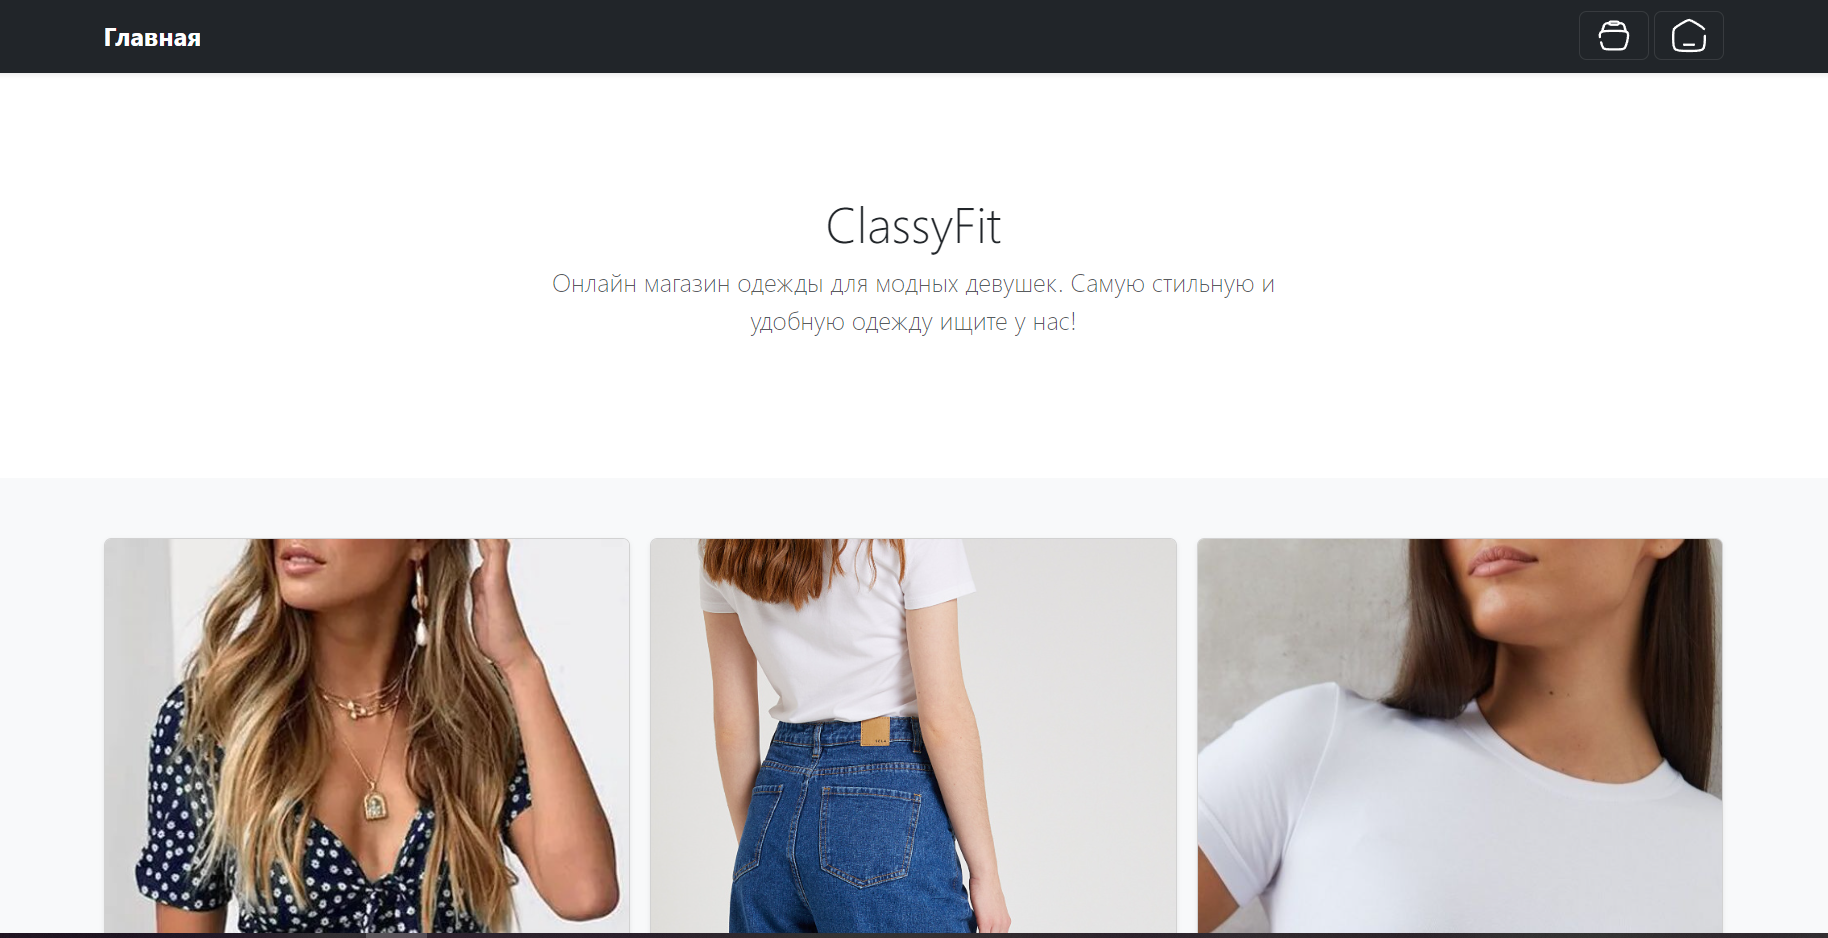 Главная
ClassyFit
Онлайн магазин одежды для модных девушек. Самую стильную и
удобную одежду ищите у нас!